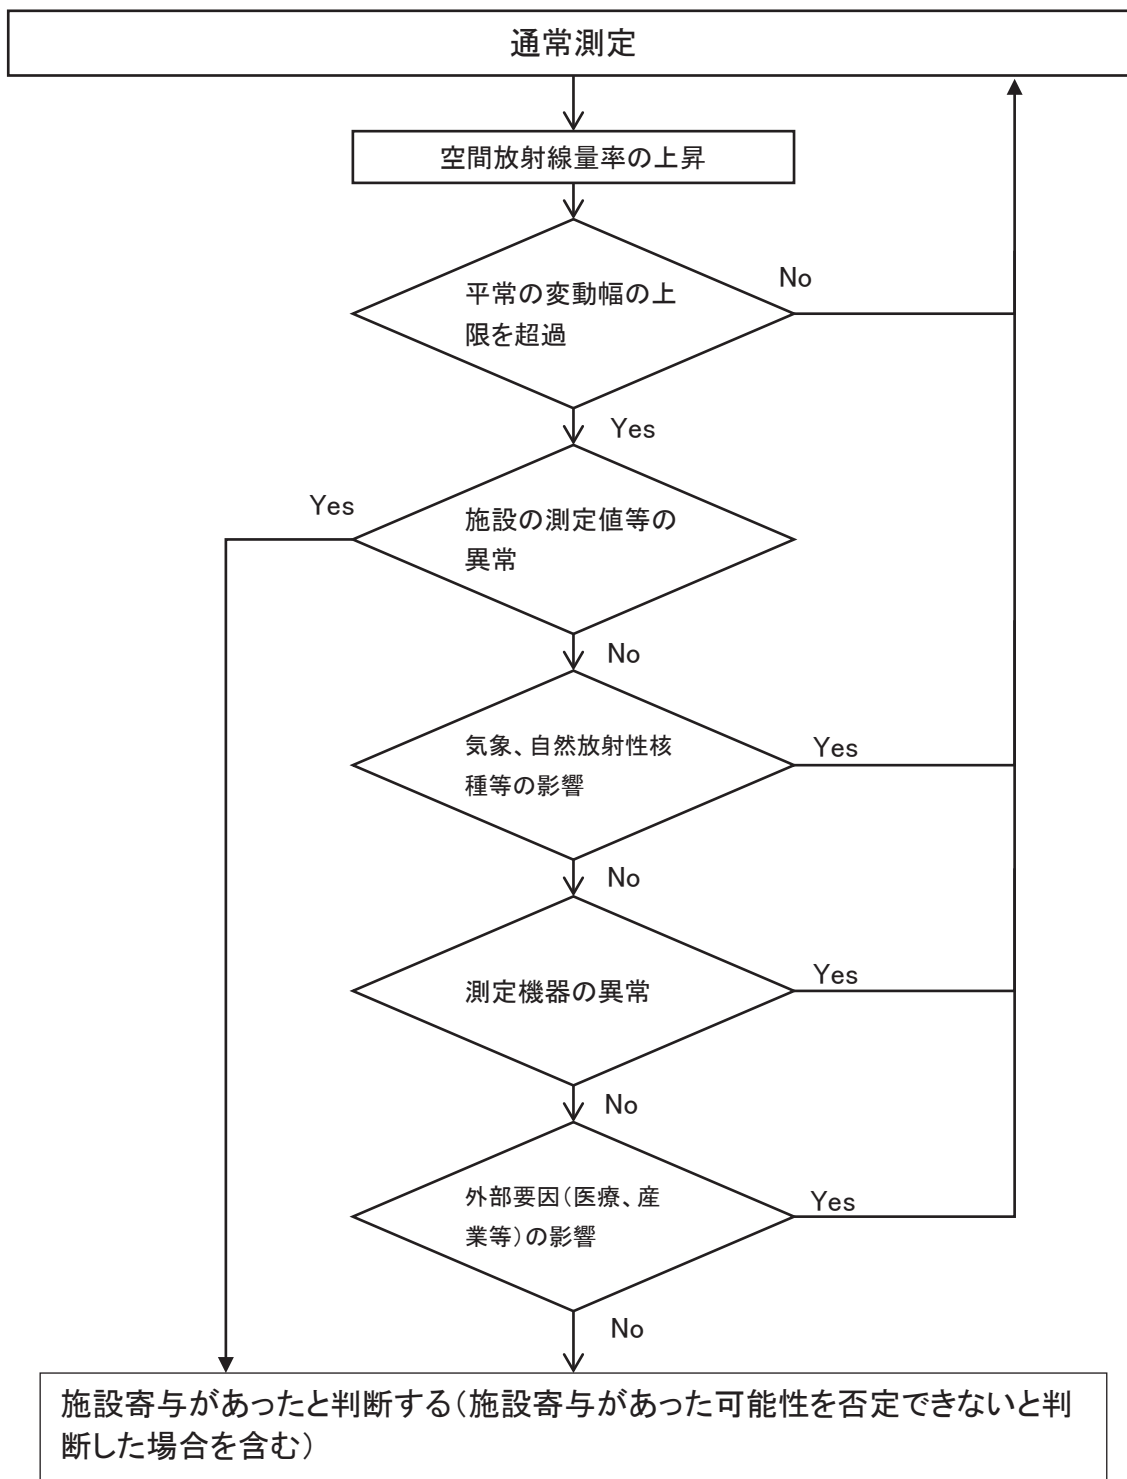 通常測定
空間放射線量率の上昇
平常の変動幅の上
限を超過
No
Yes
施設の測定値等の
異常
Yes
No
気象、自然放射性核
種等の影響
Yes
No
測定機器の異常
Yes
No
外部要因（医療、産
業等）の影響
Yes
No
施設寄与があったと判断する（施設寄与があった可能性を否定できないと判
断した場合を含む）